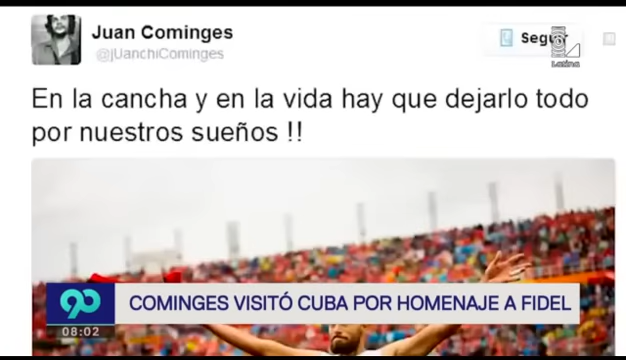 Juan Cominges
@jUanchiCominges
Seguir
Latina
En la cancha y en la vida hay que dejarlo todo
por nuestros sueños !!
90
COMINGES VISITÓ CUBA POR HOMENAJE A FIDEL
08:02